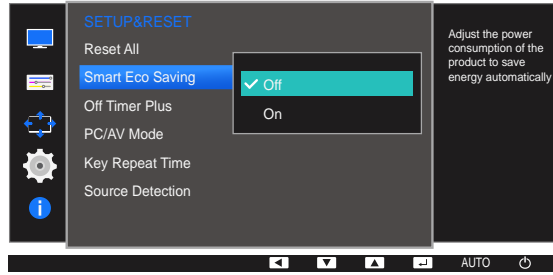 SETUP&RESET
Reset All
Smart Eco Saving
Off Timer Plus
PC/AV Mode
Key Repeat Time
Source Detection
Off
On
Adjust the power
consumption of the
product to save
energy automatically
AUTO